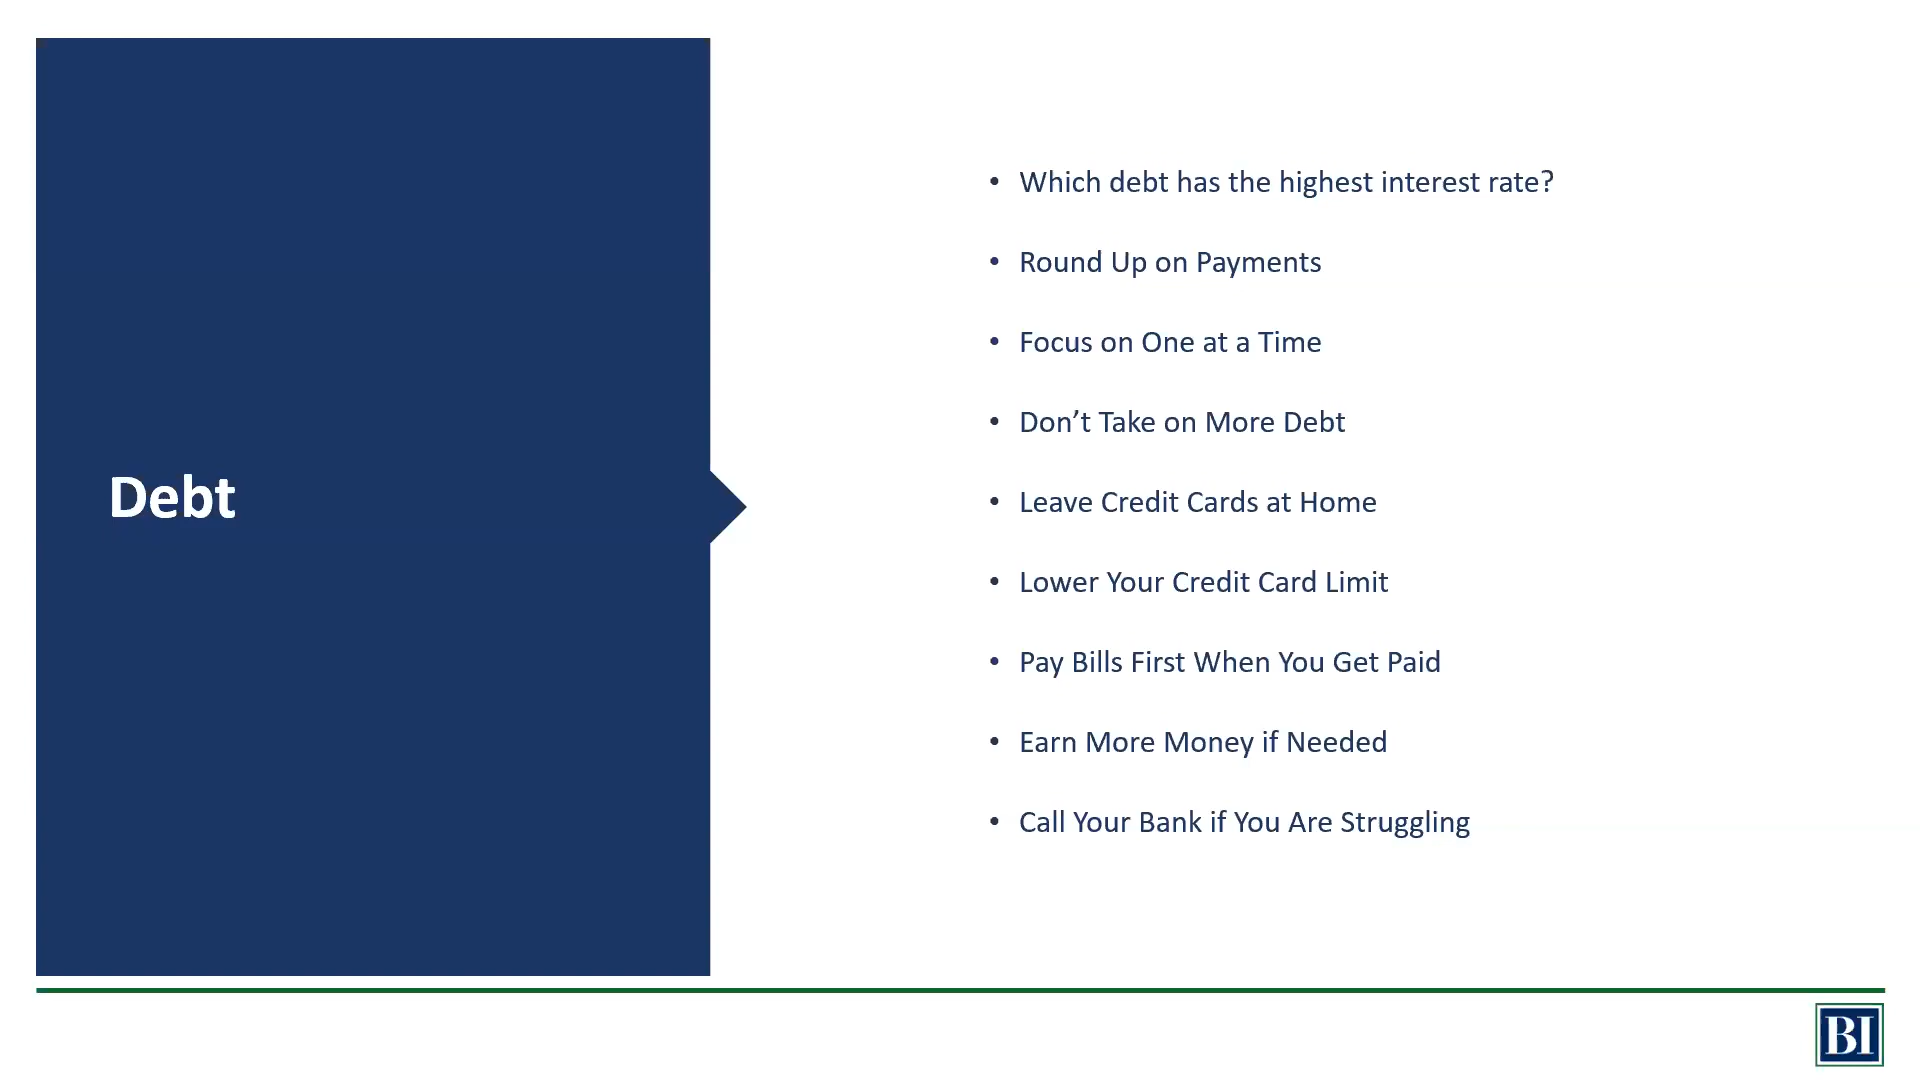 Debt
• Which debt has the highest interest rate?
• Round Up on Payments
• Focus on One at a Time
• Don’t Take on More Debt
• Leave Credit Cards at Home
• Lower Your Credit Card Limit
• Pay Bills First When You Get Paid
• Earn More Money if Needed
• Call Your Bank if You Are Struggling
BI